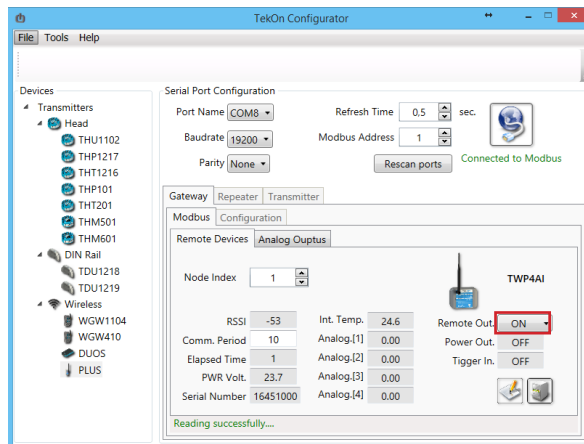 TekOn Configurator
File Tools Help
Devices
Transmitters
Head
THU1102
THP1217
THT1216
THP101
THT201
THM501
THM601
DIN Rail
TDU1218
TDU1219
Wireless
WGW1104
WGW410
DUOS
PLUS
Serial Port Configuration
Port Name COM8 Refresh Time 0,5 sec.
Baudrate 19200 Modbus Address 1
Parity None Rescan ports Connected to Modbus
Gateway Repeater Transmitter
Modbus Configuration
Remote Devices Analog Ouptus
Node Index 1 TWP4AI
RSSI -53 Int. Temp. 24.6 Remote Out. ON
Comm. Period 10 Analog.[1] 0.00 Power Out. OFF
Elapsed Time 1 Analog.[2] 0.00 Tigger In. OFF
PWR Volt. 23.7 Analog.[3] 0.00
Serial Number 16451000 Analog.[4] 0.00
Reading successfully....